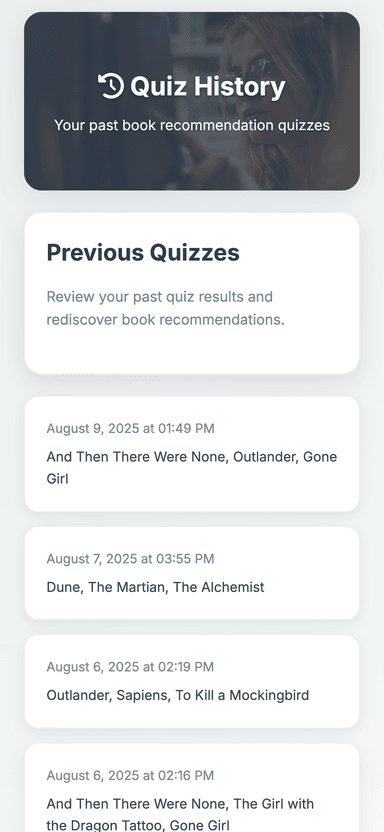 Quiz History
Your past book recommendation quizzes
Previous Quizzes
Review your past quiz results and
rediscover book recommendations.
August 9, 2025 at 01:49 PM
And Then There Were None, Outlander, Gone
Girl
August 7, 2025 at 03:55 PM
Dune, The Martian, The Alchemist
August 6, 2025 at 02:19 PM
Outlander, Sapiens, To Kill a Mockingbird
August 6, 2025 at 02:16 PM
And Then There Were None, The Girl with
the Dragon Tattoo, Gone Girl